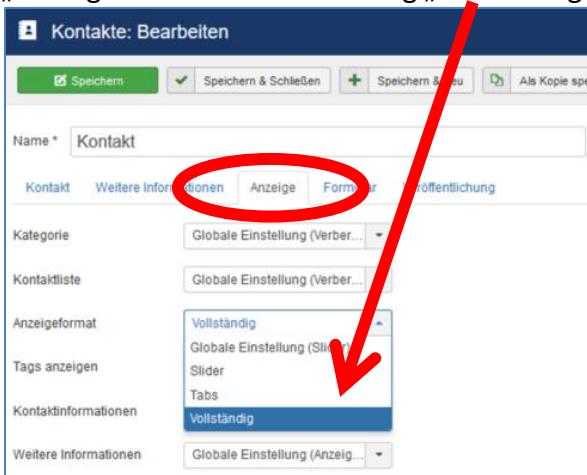 Kontakte: Bearbeiten
Speichern Speichern & Schließen Speichern & Als Kopie spe
Name * Kontakt
Kontakt Weitere Informationen Anzeige Formular Veröffentlichung
Kategorie Globale Einstellung (Verber...
Kontaktliste Globale Einstellung (Verber...
Anzeigeformat Vollständig
Globale Einstellung (Slider)
Tags anzeigen Slider
Tabs
Kontaktinformationen Vollständig
Weitere Informationen Globale Einstellung (Anzeig...